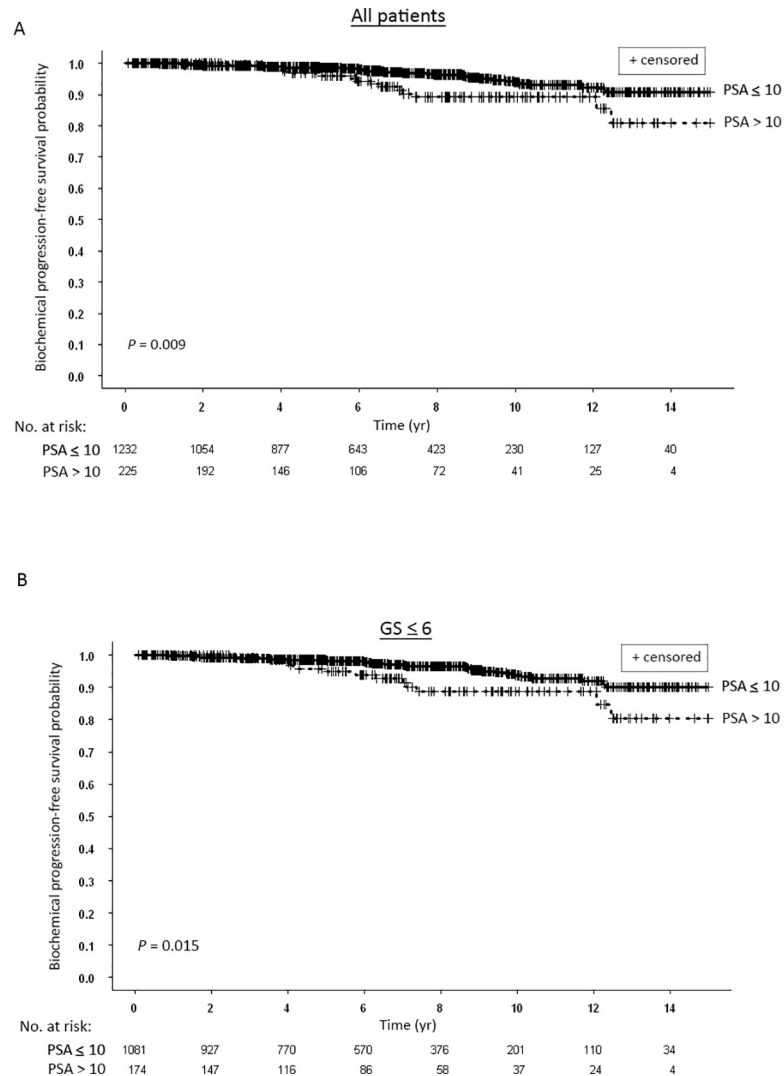 A
All patients
+ censored
Biochemical progression-free survival probability
1.0
0.9
0.8
0.7
0.6
0.5
0.4
0.3
0.2
0.1
0.0
PSA ≤ 10
PSA > 10
P = 0.009
0 2 4 6 8 10 12 14
Time (yr)
No. at risk:
PSA ≤ 10 1232 1054 877 643 423 230 127 40
PSA > 10 225 192 146 106 72 41 25 4
B
GS ≤ 6
+ censored
Biochemical progression-free survival probability
1.0
0.9
0.8
0.7
0.6
0.5
0.4
0.3
0.2
0.1
0.0
PSA ≤ 10
PSA > 10
P = 0.015
0 2 4 6 8 10 12 14
Time (yr)
No. at risk:
PSA ≤ 10 1081 927 770 570 376 201 110 34
PSA > 10 174 147 116 86 58 37 24 4